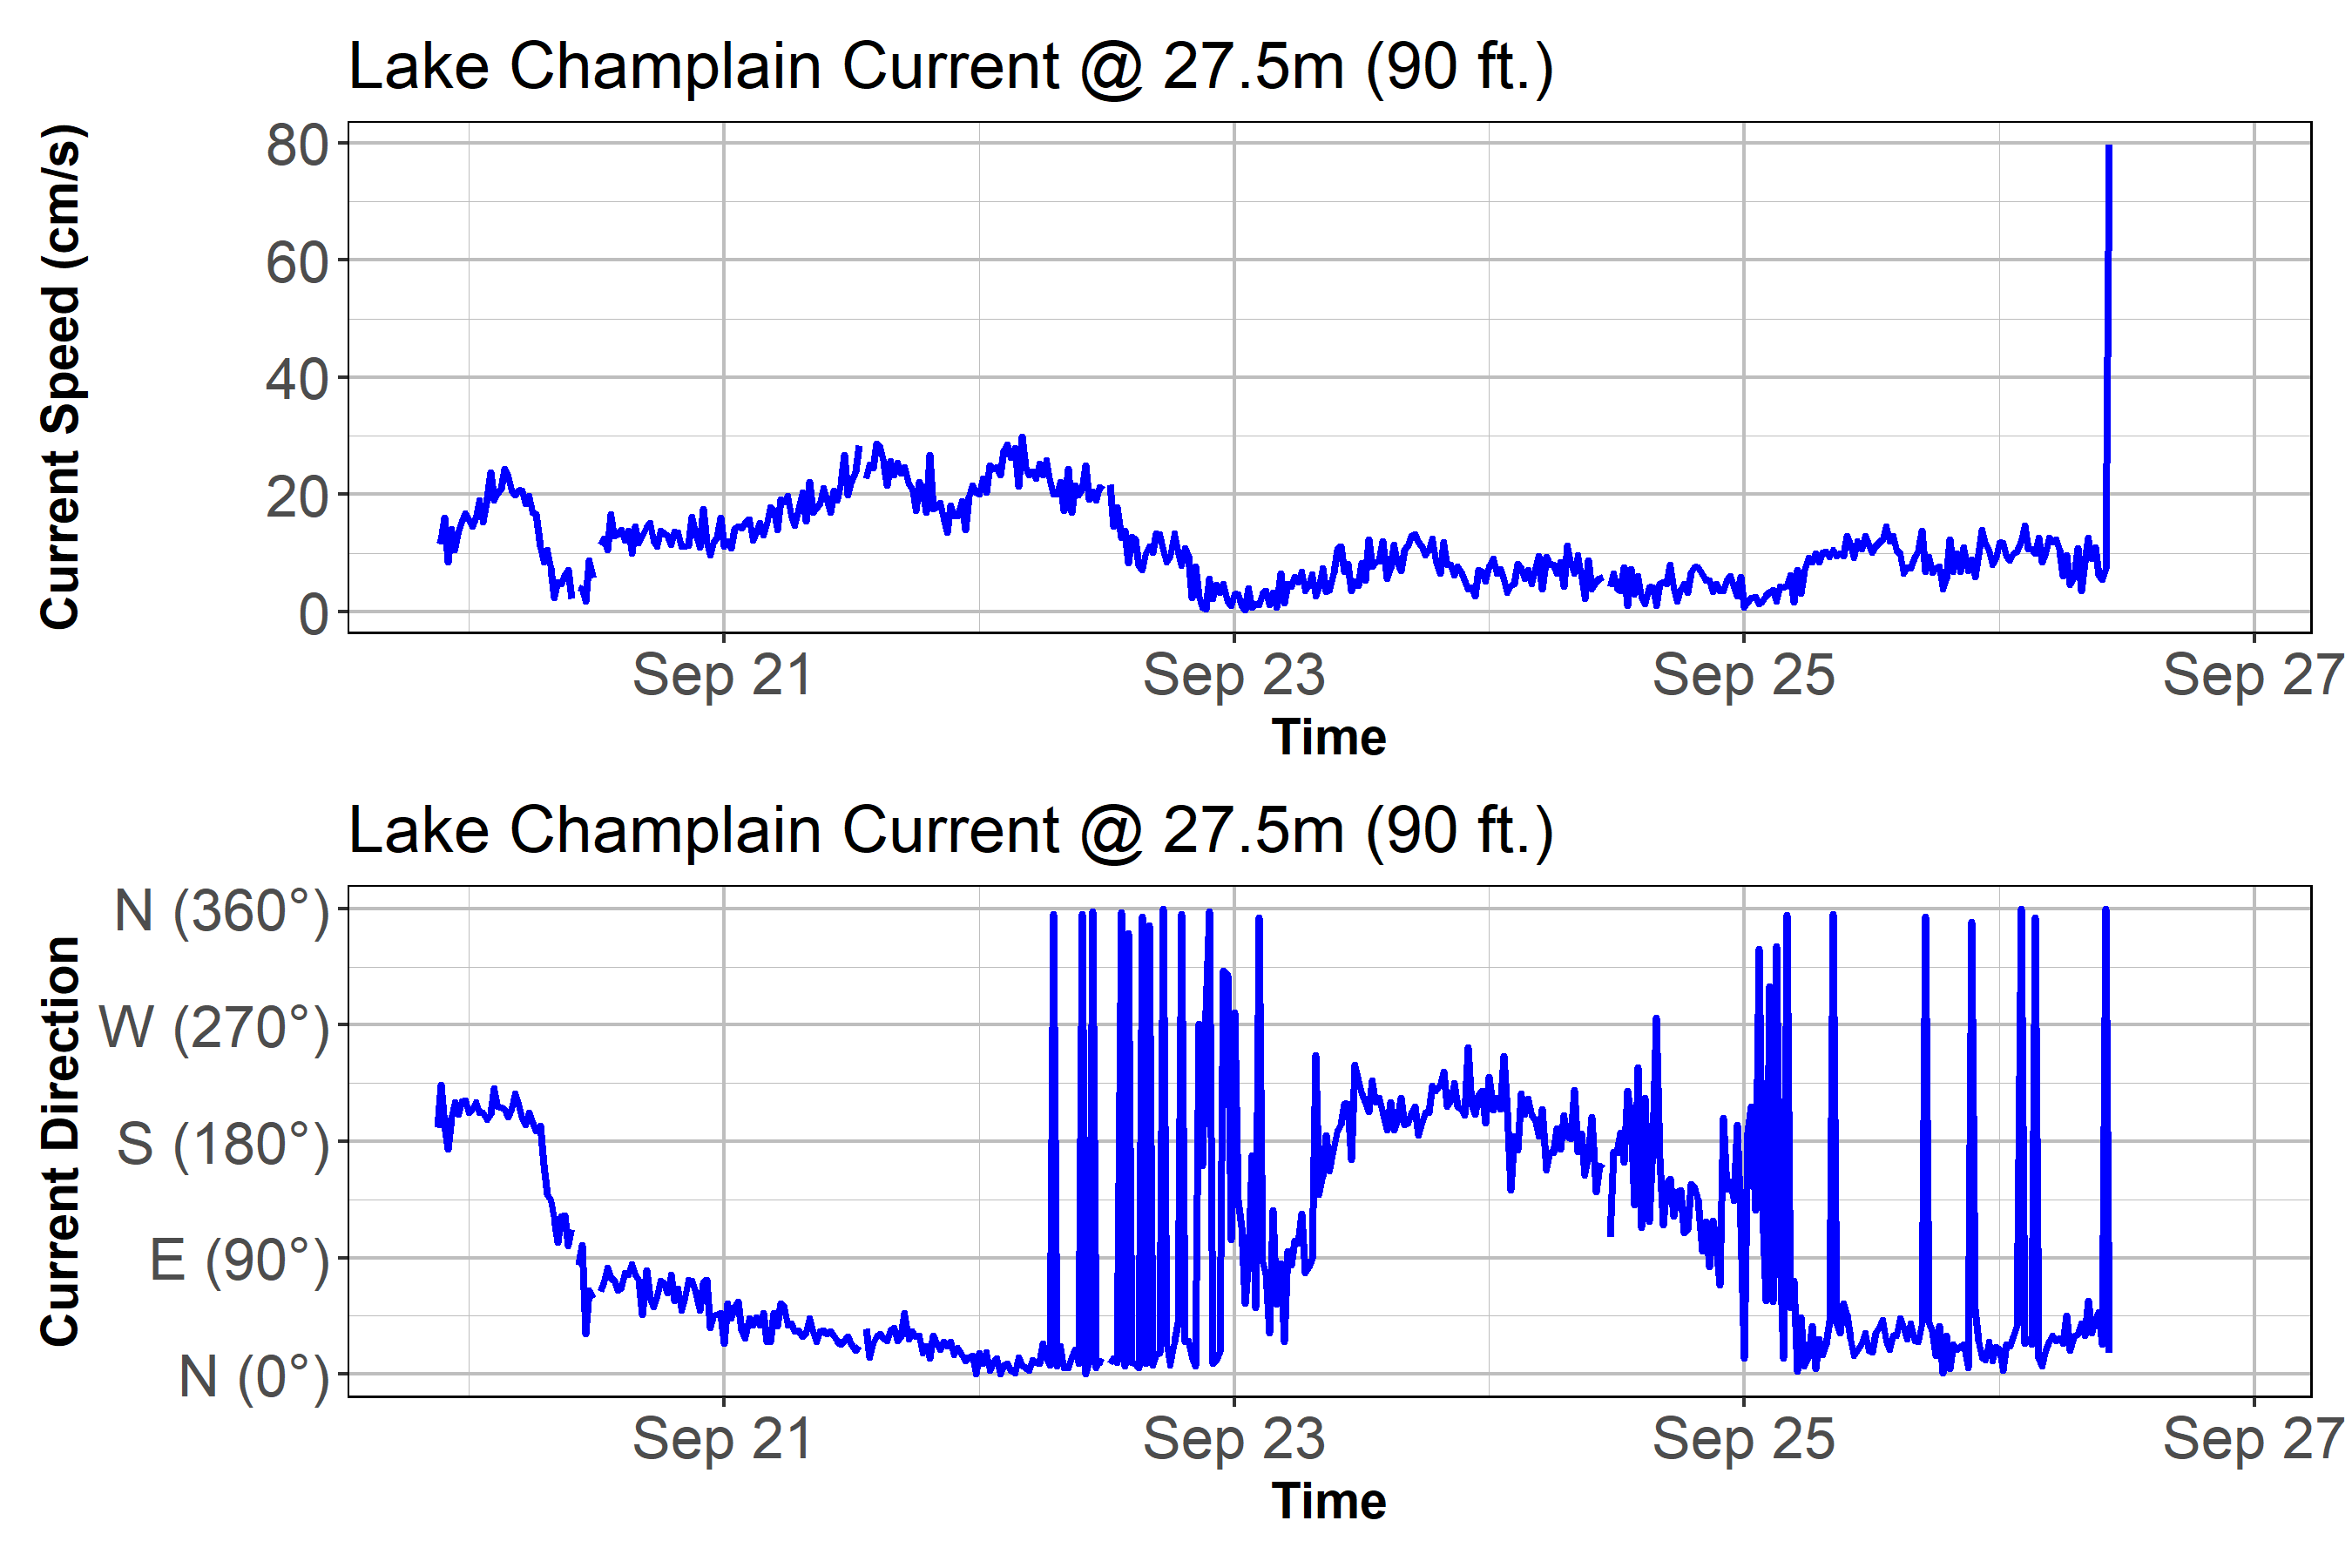 Lake Champlain Current @ 27.5m (90 ft.)
Current Speed (cm/s)
80
60
40
20
0
Sep 21 Sep 23 Sep 25 Sep 27
Time
Lake Champlain Current @ 27.5m (90 ft.)
Current Direction
N (360°)
W (270°)
S (180°)
E (90°)
N (0°)
Sep 21 Sep 23 Sep 25 Sep 27
Time